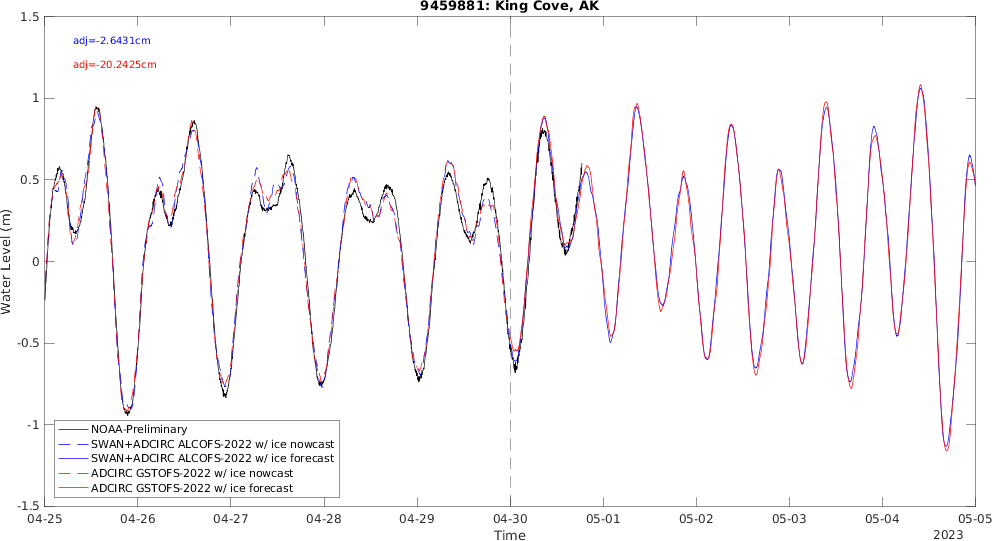 9459881: King Cove, AK
adj=-2.6431cm
adj=-20.2425cm
Water Level (m)
1.5
1
0.5
0
-0.5
-1
-1.5
NOAA-Preliminary
SWAN+ADCIRC ALCOFS-2022 w/ ice nowcast
SWAN+ADCIRC ALCOFS-2022 w/ ice forecast
ADCIRC GSTOFS-2022 w/ ice nowcast
ADCIRC GSTOFS-2022 w/ ice forecast
04-25 04-26 04-27 04-28 04-29 04-30 05-01 05-02 05-03 05-04 05-05
Time
2023